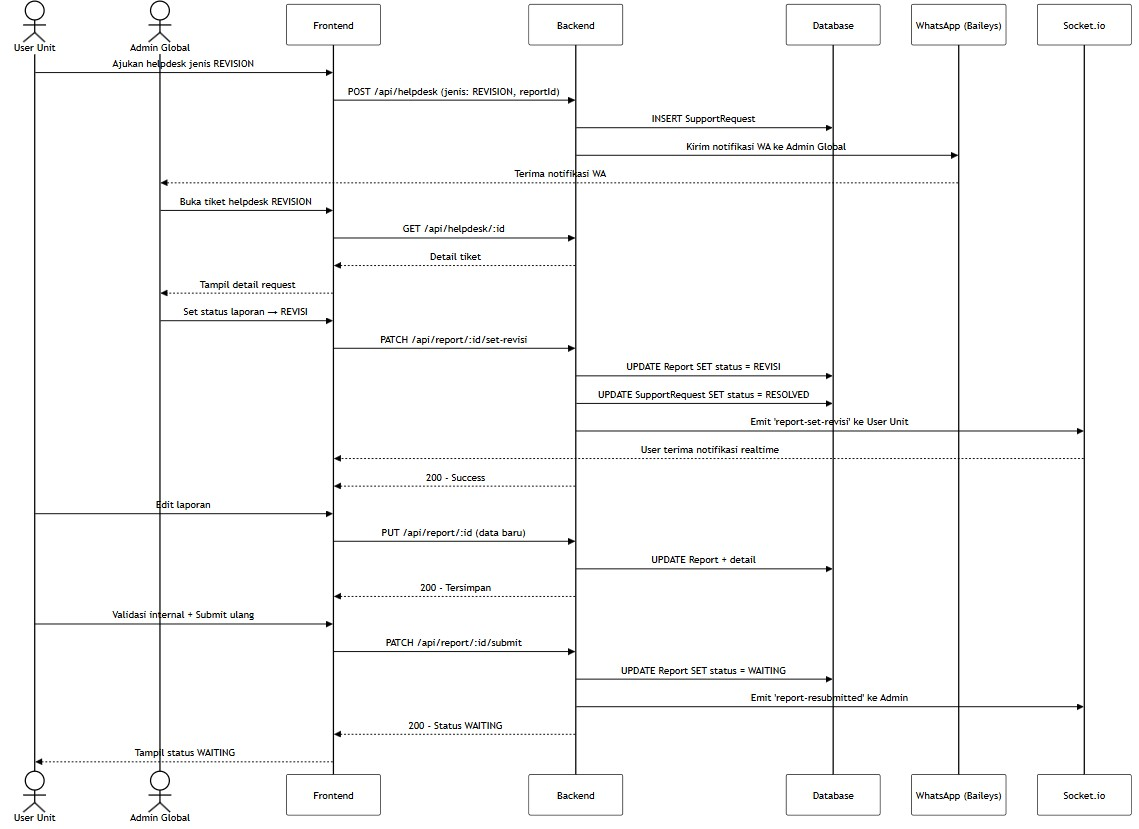 User Unit
Admin Global
Frontend
Backend
Database
WhatsApp (Baileys)
Socket.io
Ajukan helpdesk jenis REVISION
POST /api/helpdesk (jenis: REVISION, reportId)
INSERT SupportRequest
Kirim notifikasi WA ke Admin Global
Terima notifikasi WA
Buka tiket helpdesk REVISION
GET /api/helpdesk/:id
Detail tiket
Tampil detail request
Set status laporan → REVISI
PATCH /api/report/:id/set-revisi
UPDATE Report SET status = REVISI
UPDATE SupportRequest SET status = RESOLVED
Emit 'report-set-revisi' ke User Unit
User terima notifikasi realtime
200 - Success
Edit laporan
PUT /api/report/:id (data baru)
UPDATE Report + detail
200 - Tersimpan
Validasi internal + Submit ulang
PATCH /api/report/:id/submit
UPDATE Report SET status = WAITING
Emit 'report-resubmitted' ke Admin
200 - Status WAITING
Tampil status WAITING
User Unit
Admin Global
Frontend
Backend
Database
WhatsApp (Baileys)
Socket.io